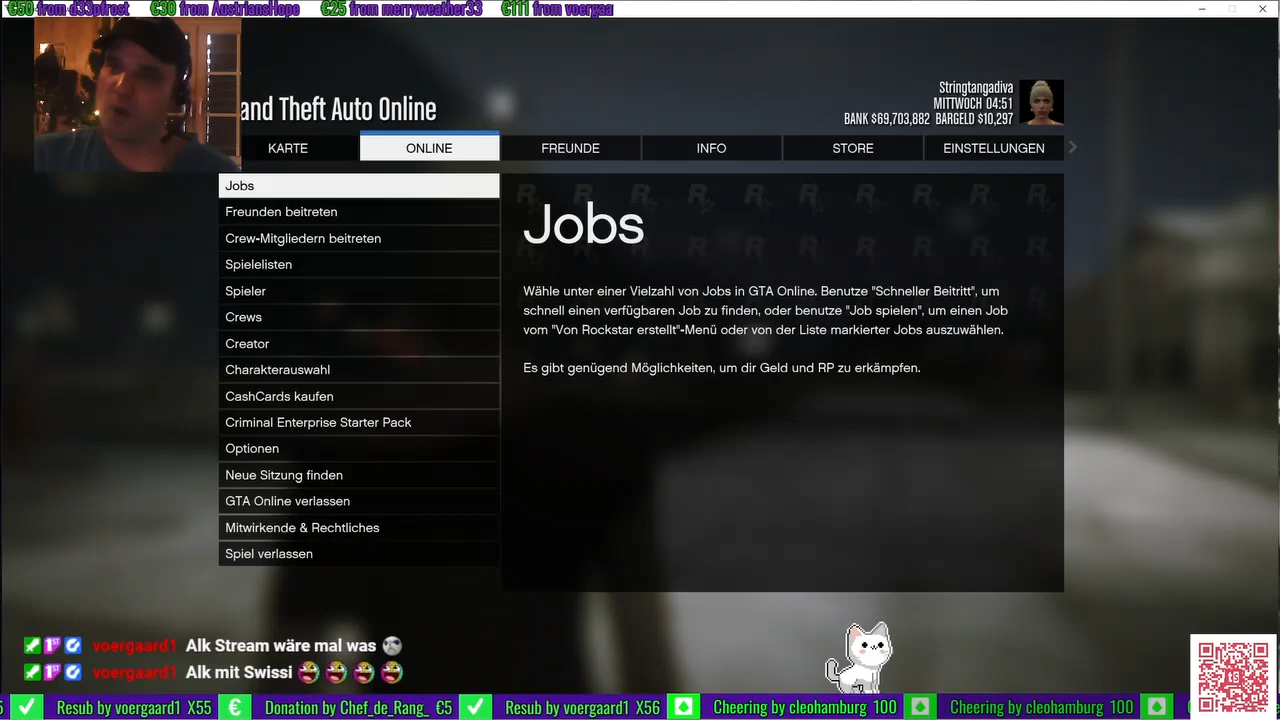 €50 from d33pfrost €30 from AustriansHope €25 from merryweather33 €111 from voergaa
and Theft Auto Online
Stringtangadiva
MITTWOCH 04:51
BANK $69,703,882 BARGELD $10,297
KARTE ONLINE FREUNDE INFO STORE EINSTELLUNGEN
Jobs
Freunden beitreten
Crew-Mitgliedern beitreten
Spielelisten
Spieler
Crews
Creator
Charakterauswahl
CashCards kaufen
Criminal Enterprise Starter Pack
Optionen
Neue Sitzung finden
GTA Online verlassen
Mitwirkende & Rechtliches
Spiel verlassen
Jobs
Wähle unter einer Vielzahl von Jobs in GTA Online. Benutze "Schneller Beitritt", um
schnell einen verfügbaren Job zu finden, oder benutze "Job spielen", um einen Job
vom "Von Rockstar erstellt"-Menü oder von der Liste markierter Jobs auszuwählen.
Es gibt genügend Möglichkeiten, um dir Geld und RP zu erkämpfen.
1ST voergaard1 Alk Stream wäre mal was
1ST voergaard1 Alk mit Swissi
5 Resub by voergaard1 X55 € Donation by Chef_de_Rang_ €5 Resub by voergaard1 X56 Cheering by cleohamburg 100 Cheering by cleohamburg 100